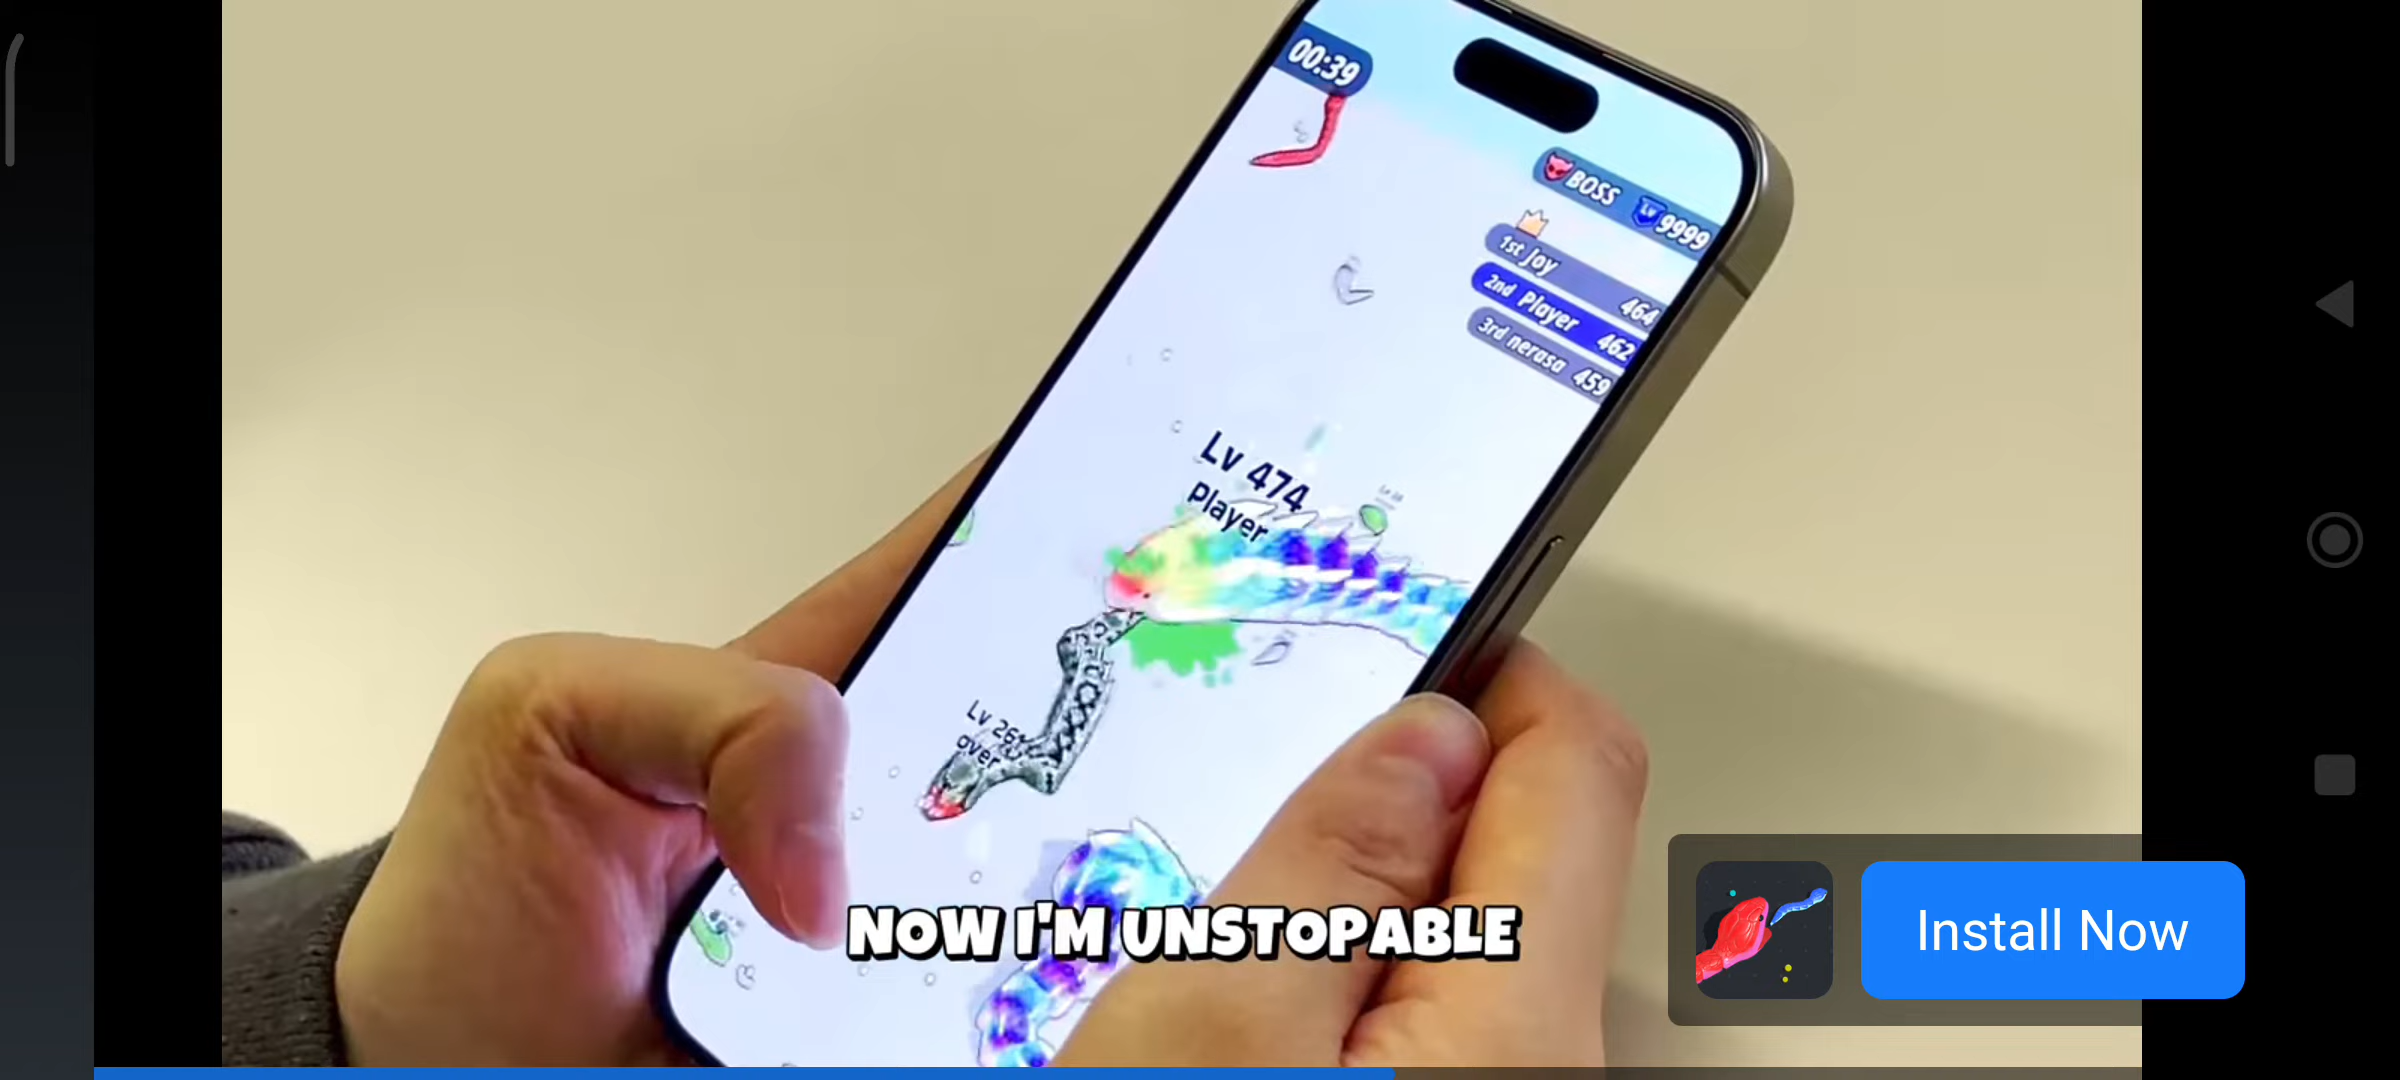 00:39
BOSS Lv 9999
1st Joy 464
2nd Player 462
3rd nerasa 459
Lv 474
Player
NOW I'M UNSTOPABLE
Install Now